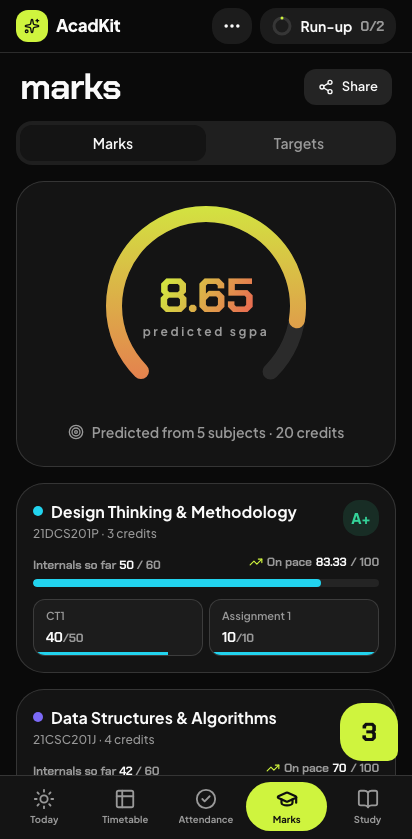 AcadKit
Run-up 0/2
marks
Share
Marks
Targets
8.65
predicted sgpa
Predicted from 5 subjects · 20 credits
Design Thinking & Methodology
A+
21DCS201P · 3 credits
Internals so far 50 / 60
On pace 83.33 / 100
CT1
40/50
Assignment 1
10/10
Data Structures & Algorithms
21CSC201J · 4 credits
3
Internals so far 42 / 60
On pace 70 / 100
Today
Timetable
Attendance
Marks
Study